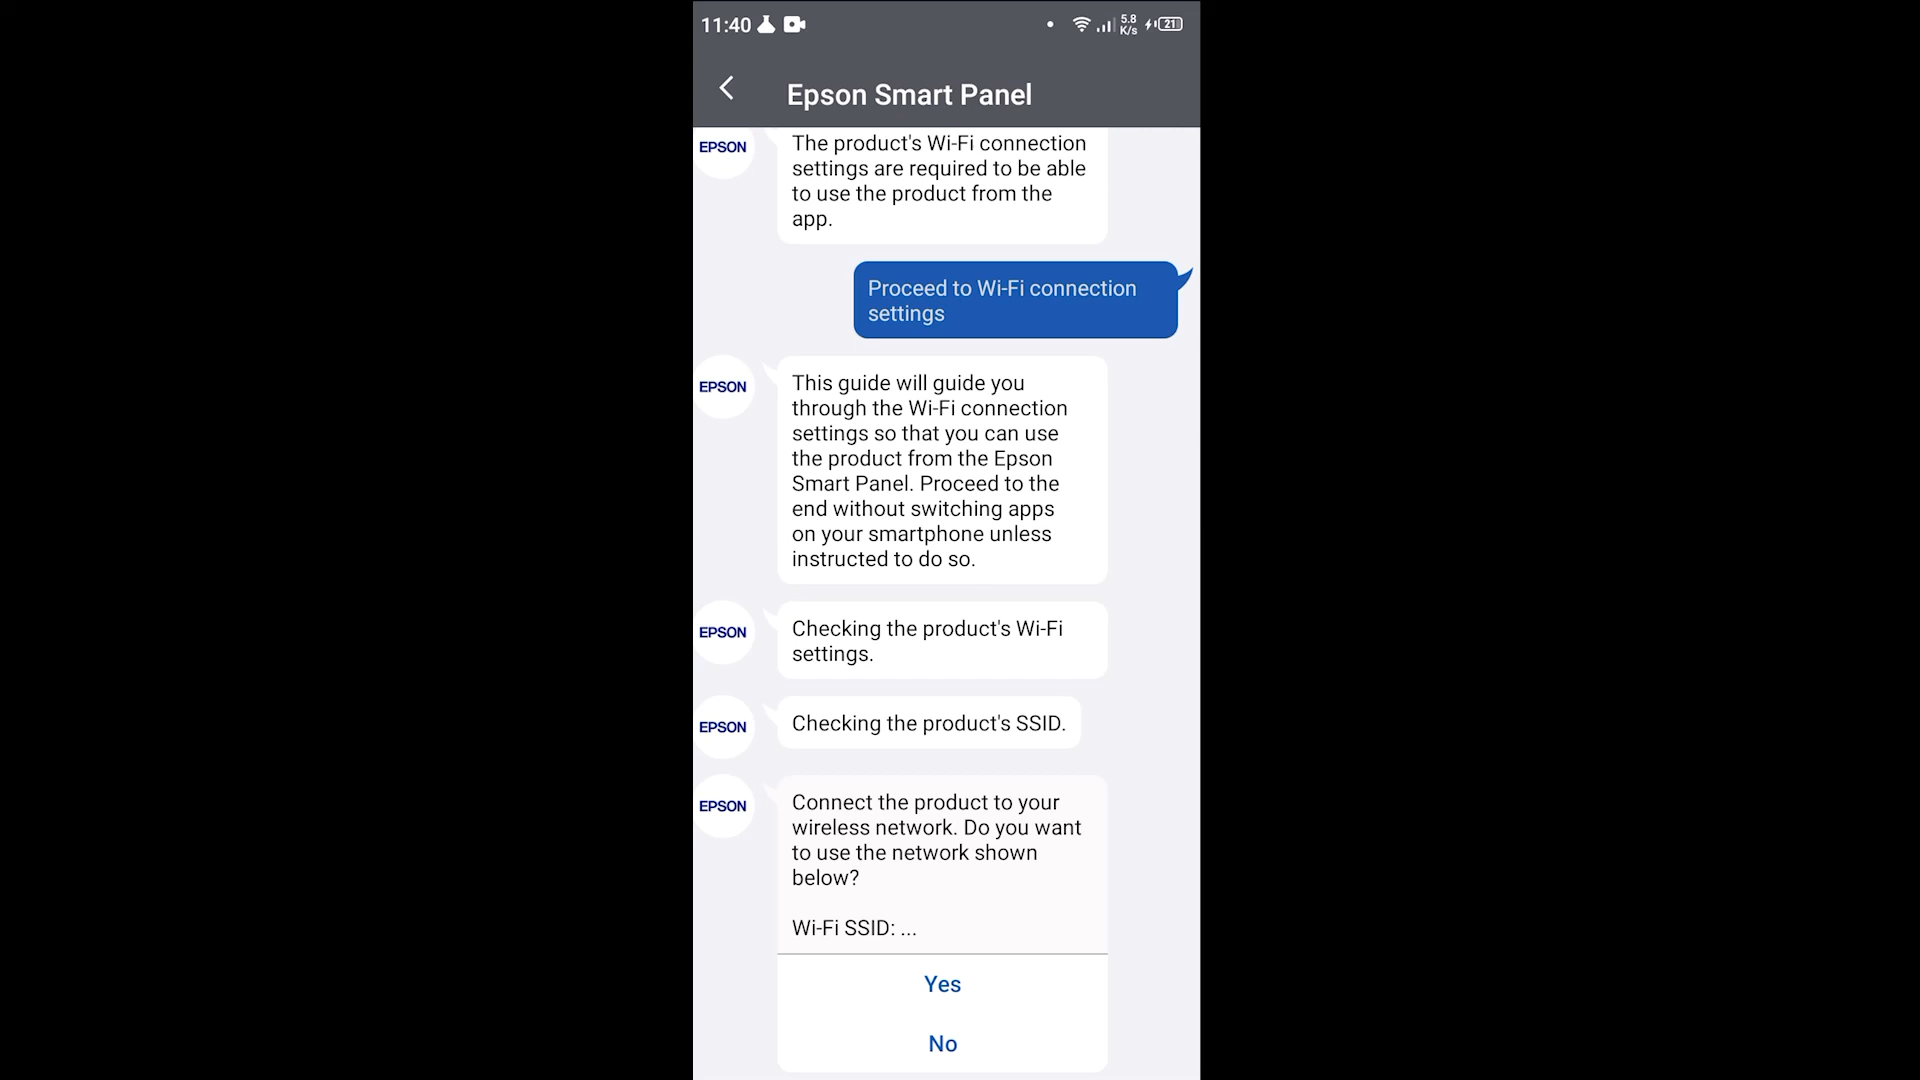 11:40
5.8
K/s
21
Epson Smart Panel
EPSON
The product's Wi-Fi connection
settings are required to be able
to use the product from the
app.
Proceed to Wi-Fi connection
settings
EPSON
This guide will guide you
through the Wi-Fi connection
settings so that you can use
the product from the Epson
Smart Panel. Proceed to the
end without switching apps
on your smartphone unless
instructed to do so.
EPSON
Checking the product's Wi-Fi
settings.
EPSON
Checking the product's SSID.
EPSON
Connect the product to your
wireless network. Do you want
to use the network shown
below?
Wi-Fi SSID: ...
Yes
No